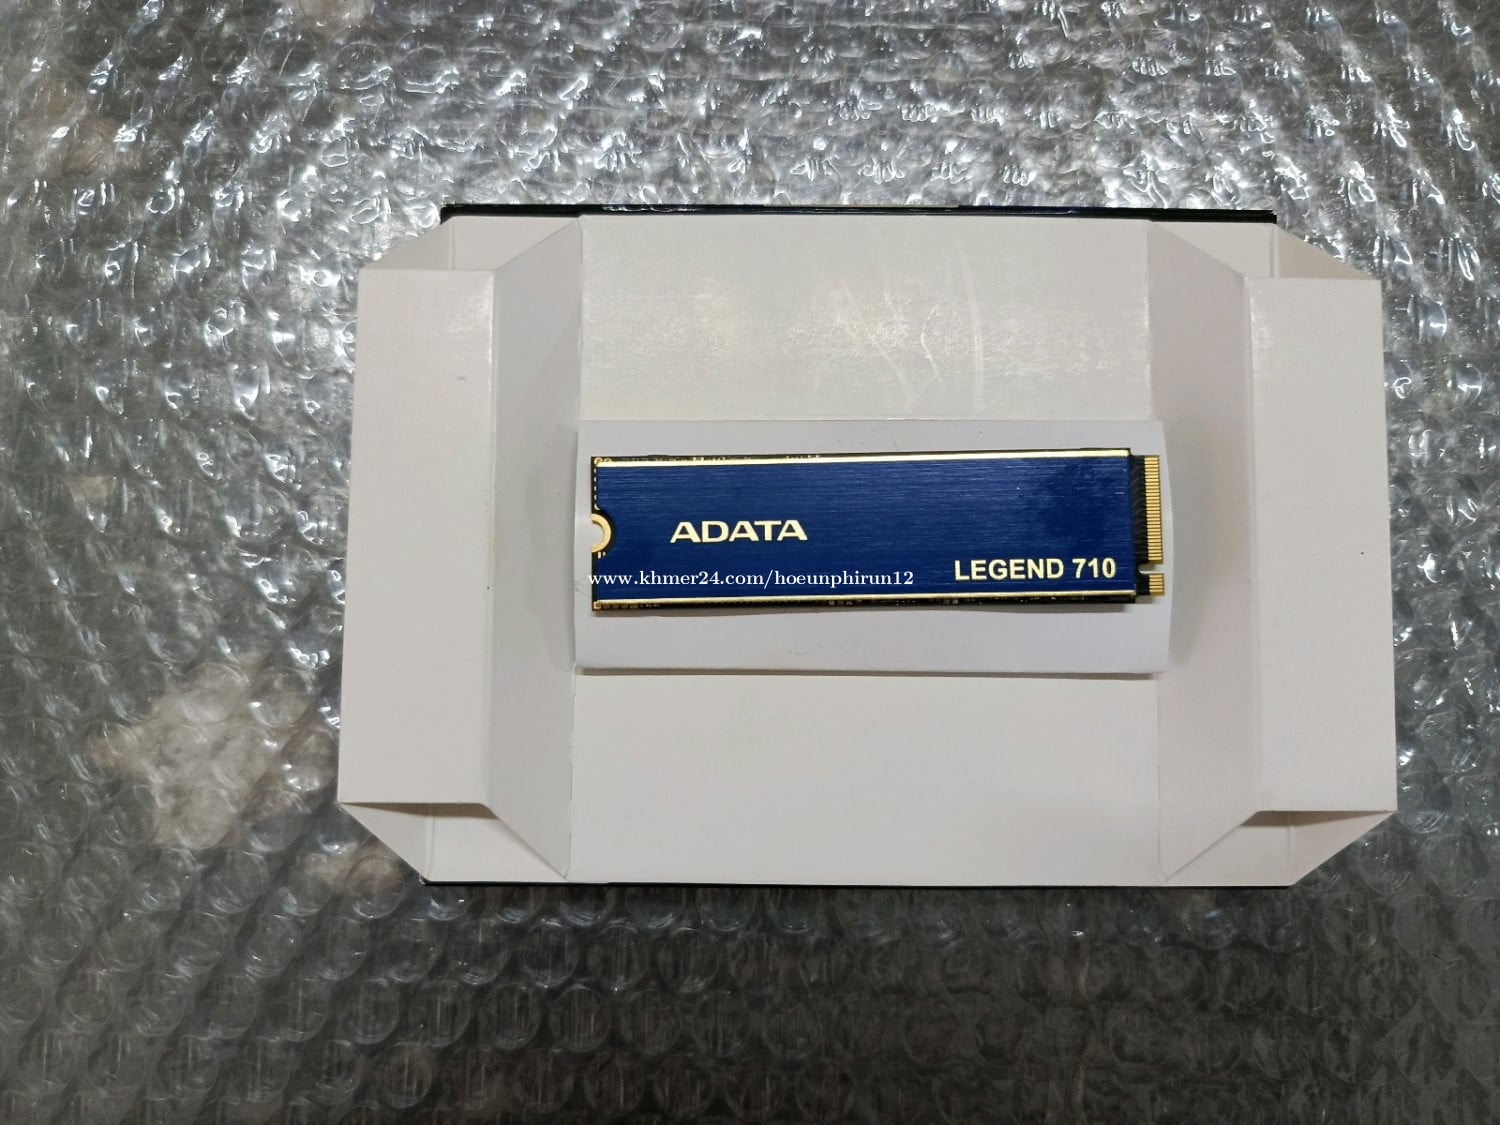 ADATA
LEGEND 710
www.khmer24.com/hoeunphirun12